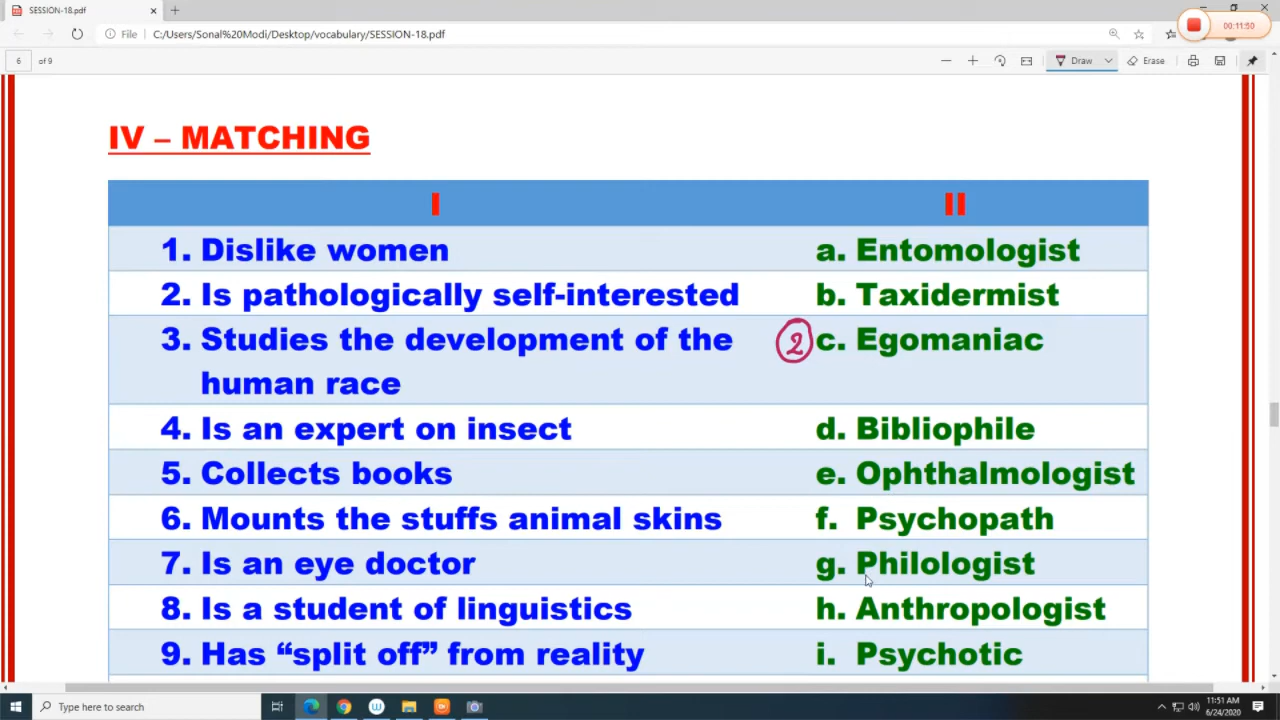 SESSION-18.pdf
00:11:50
File C:/Users/Sonal%20Modi/Desktop/vocabulary/SESSION-18.pdf
6 of 9 Draw Erase
IV – MATCHING
I II
1. Dislike women a. Entomologist
2. Is pathologically self-interested b. Taxidermist
3. Studies the development of the 2 c. Egomaniac
human race
4. Is an expert on insect d. Bibliophile
5. Collects books e. Ophthalmologist
6. Mounts the stuffs animal skins f. Psychopath
7. Is an eye doctor g. Philologist
8. Is a student of linguistics h. Anthropologist
9. Has “split off” from reality i. Psychotic
Type here to search
11:51 AM
6/24/2020